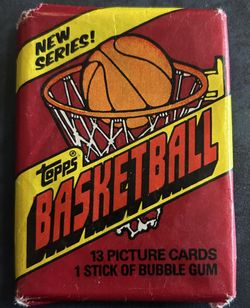 NEW
SERIES!
topps
BASKETBALL
13 PICTURE CARDS
1 STICK OF BUBBLE GUM